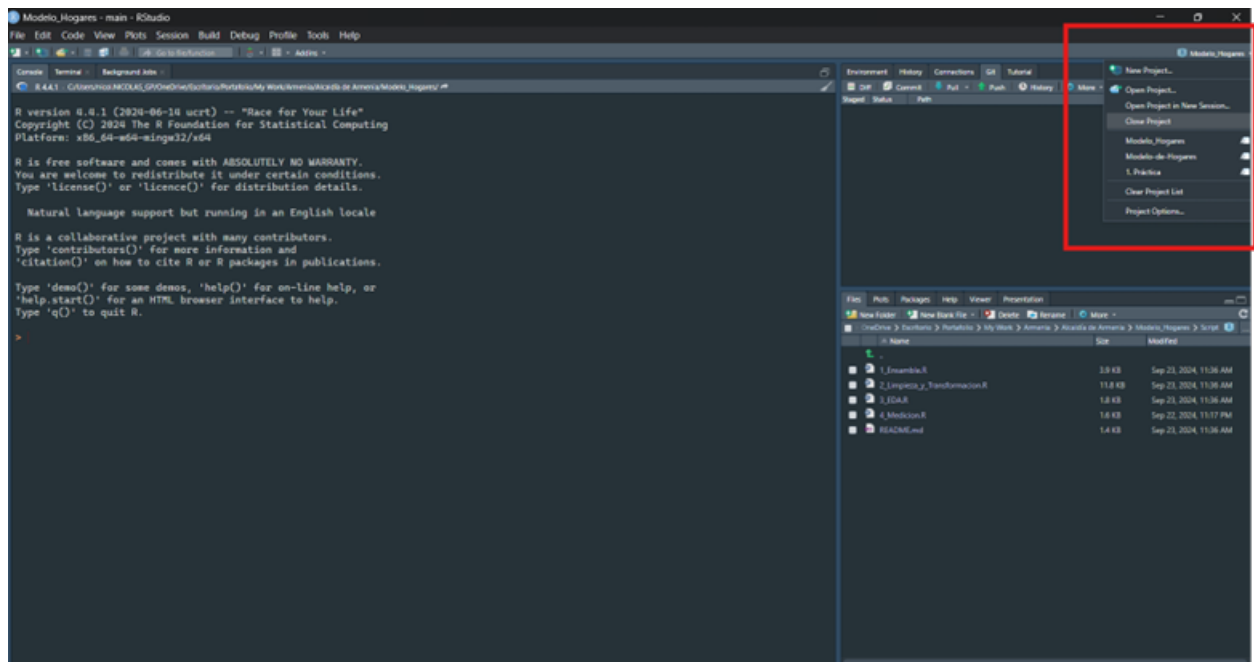 Modelo_Hogares - main - RStudio
File Edit Code View Plots Session Build Debug Profile Tools Help
Go to file/function Addins
Modelo_Hogares
Console Terminal Background Jobs
R 4.4.1
R version 4.4.1 (2024-06-14 ucrt) -- "Race for Your Life"
Copyright (C) 2024 The R Foundation for Statistical Computing
Platform: x86_64-w64-mingw32/x64
R is free software and comes with ABSOLUTELY NO WARRANTY.
You are welcome to redistribute it under certain conditions.
Type 'license()' or 'licence()' for distribution details.
Natural language support but running in an English locale
R is a collaborative project with many contributors.
Type 'contributors()' for more information and
'citation()' on how to cite R or R packages in publications.
Type 'demo()' for some demos, 'help()' for on-line help, or
'help.start()' for an HTML browser interface to help.
Type 'q()' to quit R.
>
Environment History Connections Git Tutorial
Diff Commit Pull Push History More
Staged Status Path
New Project...
Open Project...
Open Project in New Session...
Close Project
Modelo_Hogares
Modelo-de-Hogares
1. Práctica
Clear Project List
Project Options...
Files Plots Packages Help Viewer Presentation
New Folder New Blank File Delete Rename More
OneDrive > Escritorio > Portafolio > My Work > Armenia > Alcaldía de Armenia > Modelo_Hogares > Script
Name Size Modified
..
1_Ensamble.R 3.9 KB Sep 23, 2024, 11:36 AM
2_Limpieza_y_Transformacion.R 11.8 KB Sep 23, 2024, 11:36 AM
3_EDA.R 1.8 KB Sep 23, 2024, 11:36 AM
4_Medicion.R 1.6 KB Sep 22, 2024, 11:17 PM
README.md 1.4 KB Sep 23, 2024, 11:36 AM